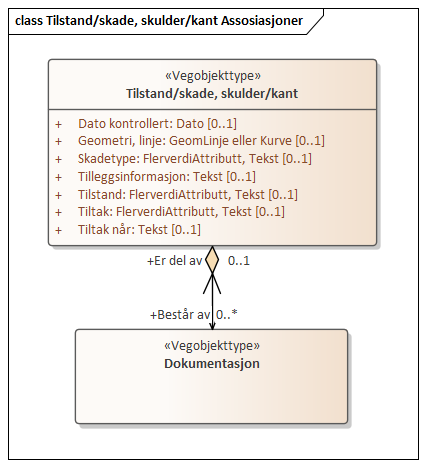 class Tilstand/skade, skulder/kant Assosiasjoner
«Vegobjekttype»
Tilstand/skade, skulder/kant
+ Dato kontrollert: Dato [0..1]
+ Geometri, linje: GeomLinje eller Kurve [0..1]
+ Skadetype: FlerverdiAttributt, Tekst [0..1]
+ Tilleggsinformasjon: Tekst [0..1]
+ Tilstand: FlerverdiAttributt, Tekst [0..1]
+ Tiltak: FlerverdiAttributt, Tekst [0..1]
+ Tiltak når: Tekst [0..1]
+Er del av 0..1
+Består av 0..*
«Vegobjekttype»
Dokumentasjon